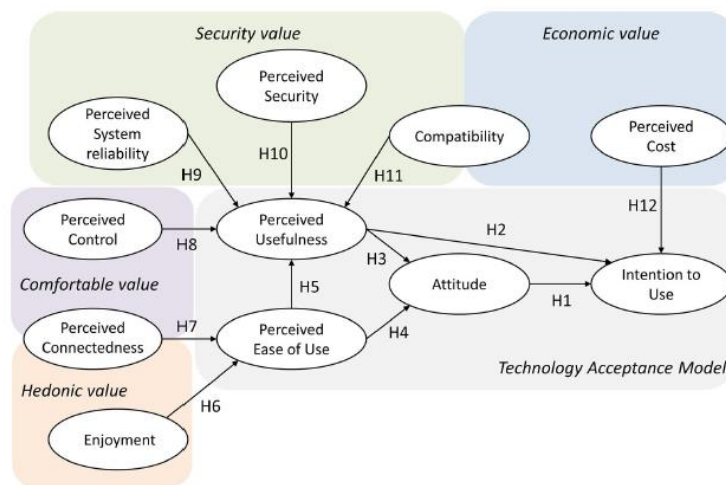 Security value
Economic value
Perceived
Security
Perceived
System
reliability
Compatibility
Perceived
Cost
H9
H10
H11
H12
Perceived
Control
H8
Perceived
Usefulness
H2
H3
Comfortable value
H5
Attitude
H1
Intention to
Use
Perceived
Connectedness
H7
Perceived
Ease of Use
H4
Technology Acceptance Model
Hedonic value
H6
Enjoyment